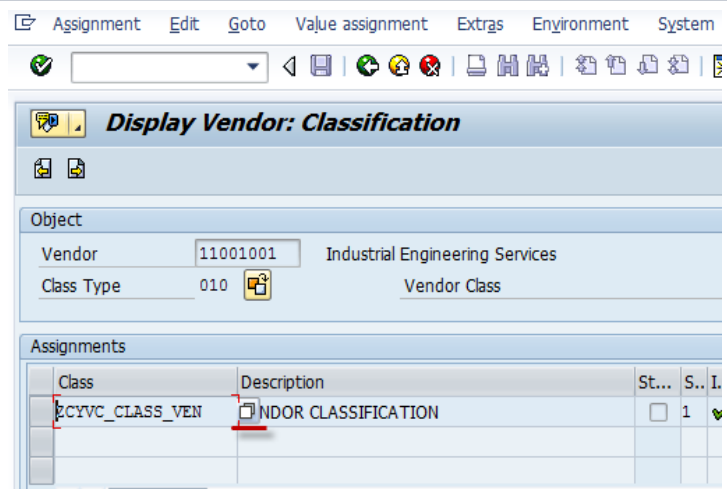 Assignment Edit Goto Value assignment Extras Environment System
Display Vendor: Classification
Object
Vendor 11001001 Industrial Engineering Services
Class Type 010 Vendor Class
Assignments
Class Description St... S.. I.
ZCYVC_CLASS_VEN NDOR CLASSIFICATION 1